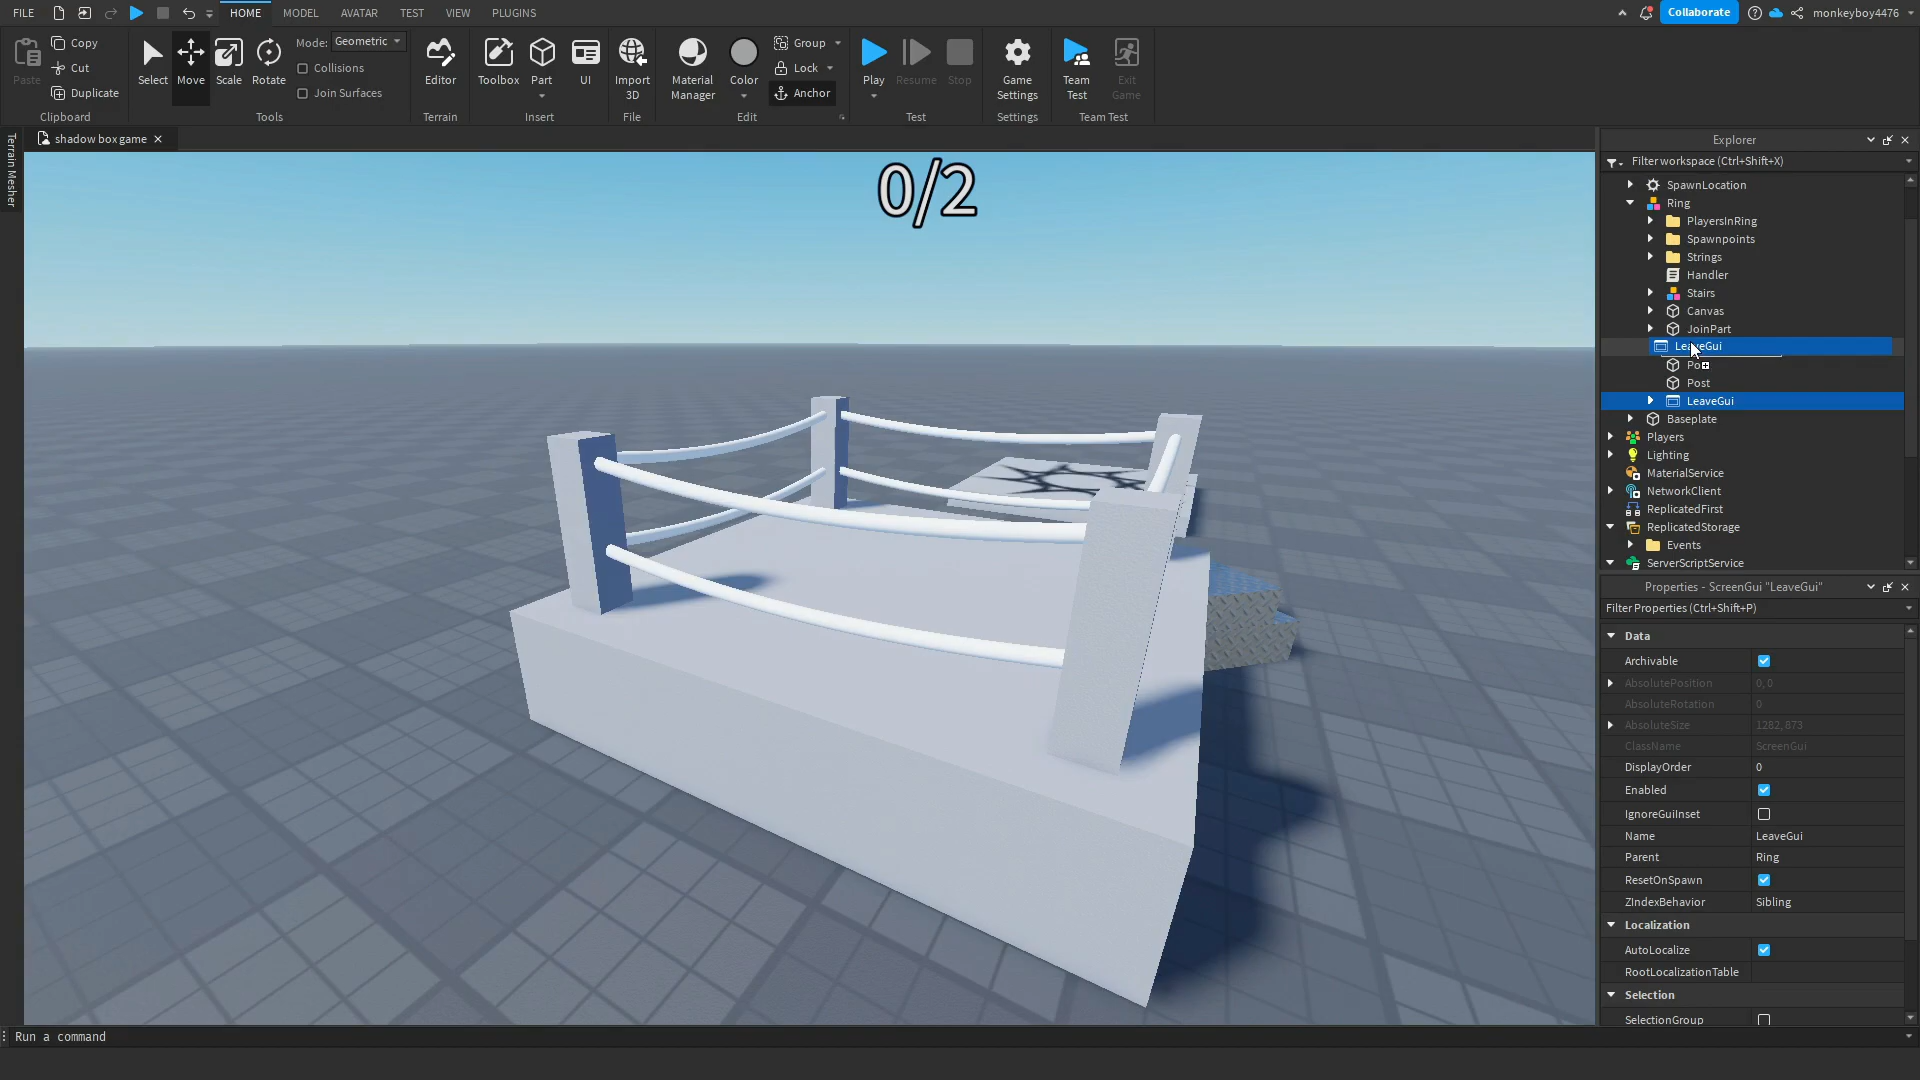 FILE HOME MODEL AVATAR TEST VIEW PLUGINS Collaborate monkeyboy4476
Paste Copy Cut Duplicate Clipboard
Select Move Scale Rotate Mode: Geometric Collisions Join Surfaces Tools
Editor Terrain
Toolbox Part UI Insert
Import 3D File
Material Manager Color Group Lock Anchor Edit
Play Resume Stop Test
Game Settings Settings
Team Test Exit Game Team Test
shadow box game
Terrain Mesher
0/2
Explorer
Filter workspace (Ctrl+Shift+X)
SpawnLocation
Ring
PlayersInRing
Spawnpoints
Strings
Handler
Stairs
Canvas
JoinPart
LeaveGui
Post
LeaveGui
Baseplate
Players
Lighting
MaterialService
NetworkClient
ReplicatedFirst
ReplicatedStorage
Events
ServerScriptService
Properties - ScreenGui "LeaveGui"
Filter Properties (Ctrl+Shift+P)
Data
Archivable
AbsolutePosition 0, 0
AbsoluteRotation 0
AbsoluteSize 1282, 873
ClassName ScreenGui
DisplayOrder 0
Enabled
IgnoreGuiInset
Name LeaveGui
Parent Ring
ResetOnSpawn
ZIndexBehavior Sibling
Localization
AutoLocalize
RootLocalizationTable
Selection
SelectionGroup
Run a command